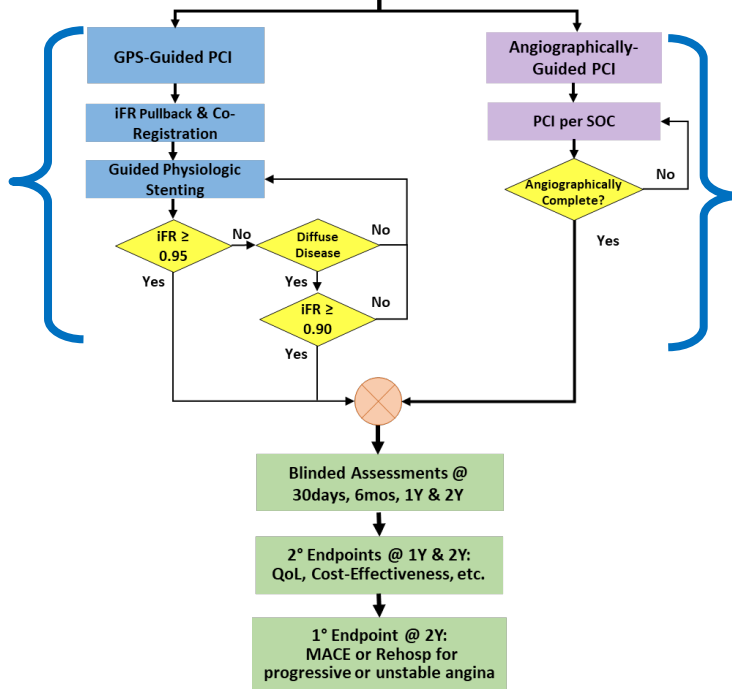 GPS-Guided PCI
iFR Pullback & Co-
Registration
Guided Physiologic
Stenting
iFR ≥
0.95
No
Diffuse
Disease
No
Yes
Yes
iFR ≥
0.90
No
Yes
Angiographically-
Guided PCI
PCI per SOC
Angiographically
Complete?
No
Yes
Blinded Assessments @
30days, 6mos, 1Y & 2Y
2° Endpoints @ 1Y & 2Y:
QoL, Cost-Effectiveness, etc.
1° Endpoint @ 2Y:
MACE or Rehosp for
progressive or unstable angina